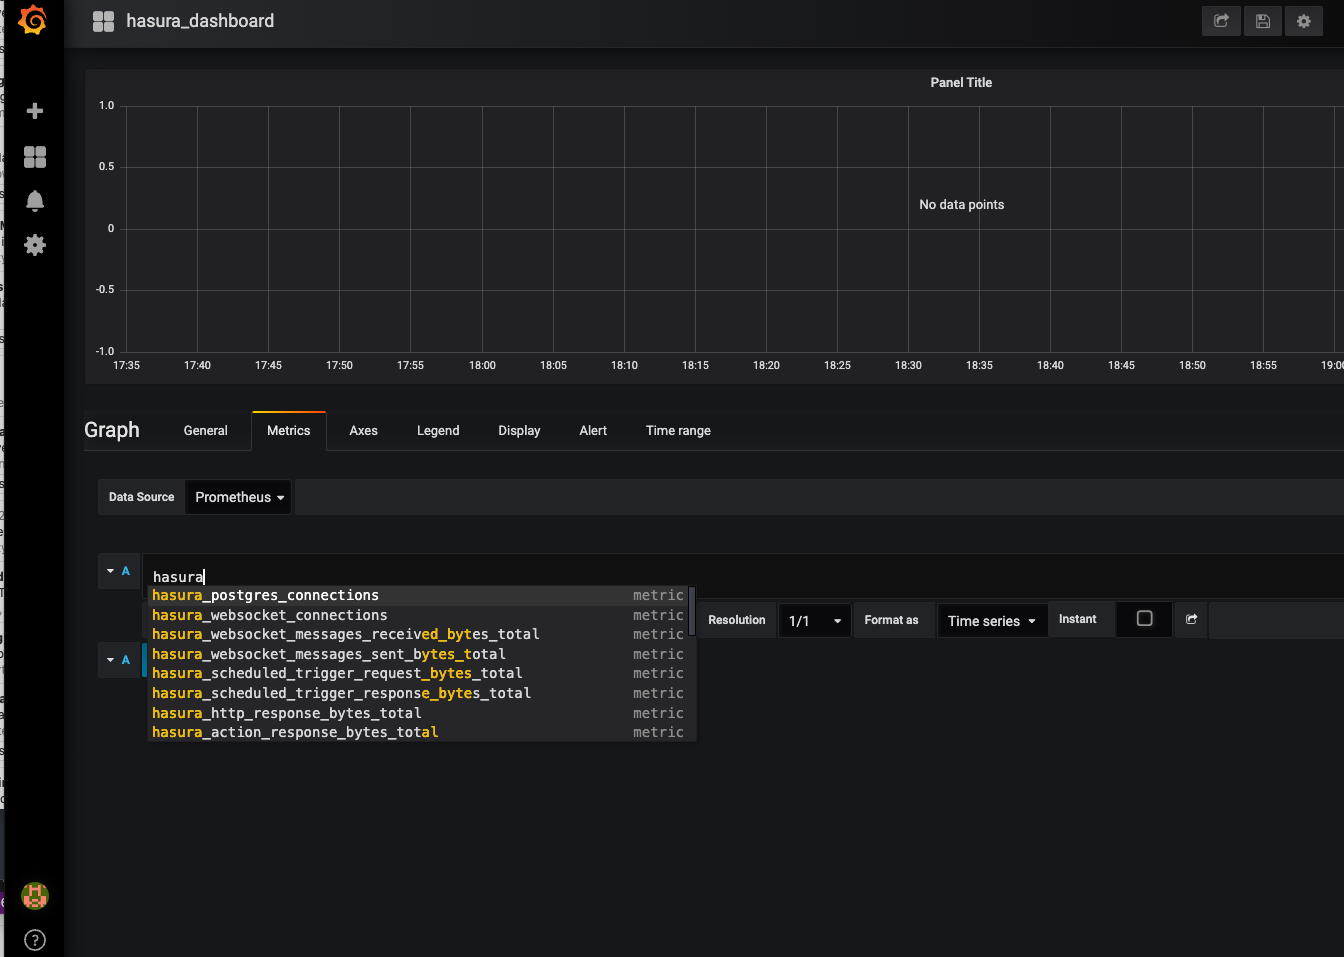 hasura_dashboard
Panel Title
1.0
0.5
No data points
0
-0.5
-1.0
17:35 17:40 17:45 17:50 17:55 18:00 18:05 18:10 18:15 18:20 18:25 18:30 18:35 18:40 18:45 18:50 18:55 19:00
Graph General Metrics Axes Legend Display Alert Time range
Data Source Prometheus
A hasura
hasura_postgres_connections metric
hasura_websocket_connections metric
hasura_websocket_messages_received_bytes_total metric
hasura_websocket_messages_sent_bytes_total metric
hasura_scheduled_trigger_request_bytes_total metric
hasura_scheduled_trigger_response_bytes_total metric
hasura_http_response_bytes_total metric
hasura_action_response_bytes_total metric
Resolution 1/1 Format as Time series Instant
A